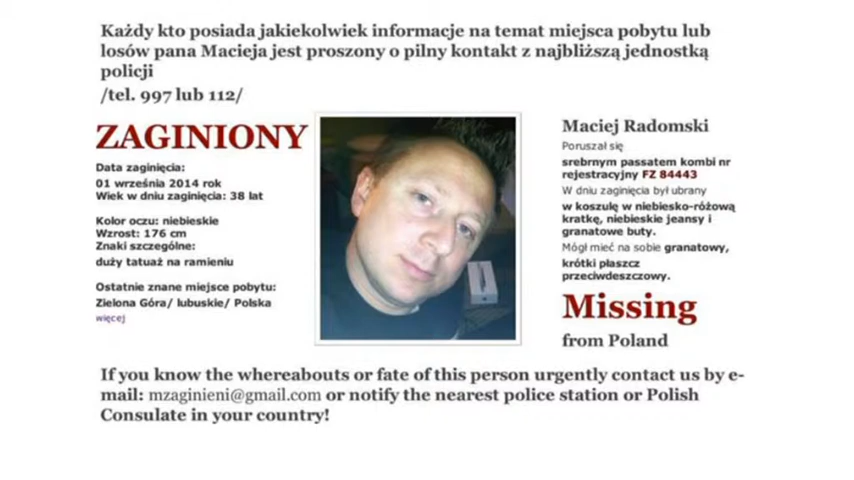 Każdy kto posiada jakiekolwiek informacje na temat miejsca pobytu lub
losów pana Macieja jest proszony o pilny kontakt z najbliższą jednostką
policji
/tel. 997 lub 112/
ZAGINIONY
Data zaginięcia:
01 września 2014 rok
Wiek w dniu zaginięcia: 38 lat
Kolor oczu: niebieskie
Wzrost: 176 cm
Znaki szczególne:
duży tatuaż na ramieniu
Ostatnie znane miejsce pobytu:
Zielona Góra/ lubuskie/ Polska
więcej
Maciej Radomski
Poruszał się
srebrnym passatem kombi nr
rejestracyjny FZ 84443
W dniu zaginięcia był ubrany
w koszulę w niebiesko-różową
kratkę, niebieskie jeansy i
granatowe buty.
Mógł mieć na sobie granatowy,
krótki płaszcz
przeciwdeszczowy.
Missing
from Poland
If you know the whereabouts or fate of this person urgently contact us by e-
mail: mzaginieni@gmail.com or notify the nearest police station or Polish
Consulate in your country!